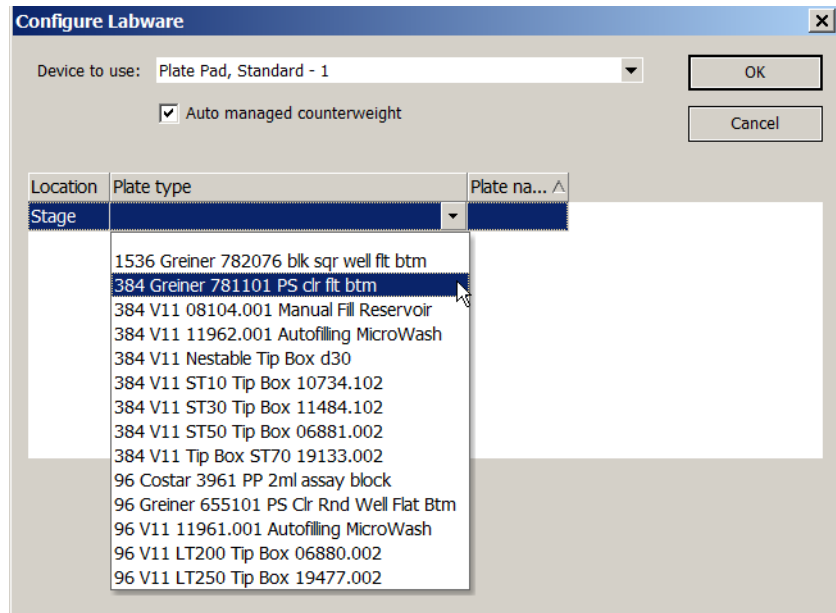 Configure Labware
Device to use: Plate Pad, Standard - 1
OK
Auto managed counterweight
Cancel
Location Plate type Plate na...
Stage
1536 Greiner 782076 blk sqr well flt btm
384 Greiner 781101 PS clr flt btm
384 V11 08104.001 Manual Fill Reservoir
384 V11 11962.001 Autofilling MicroWash
384 V11 Nestable Tip Box d30
384 V11 ST10 Tip Box 10734.102
384 V11 ST30 Tip Box 11484.102
384 V11 ST50 Tip Box 06881.002
384 V11 Tip Box ST70 19133.002
96 Costar 3961 PP 2ml assay block
96 Greiner 655101 PS Clr Rnd Well Flat Btm
96 V11 11961.001 Autofilling MicroWash
96 V11 LT200 Tip Box 06880.002
96 V11 LT250 Tip Box 19477.002